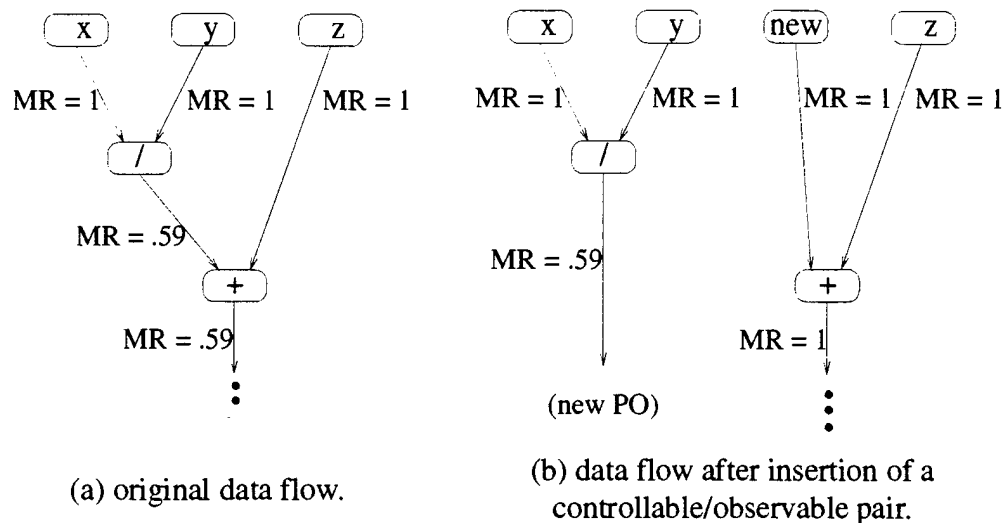 x y z
MR = 1 MR = 1 MR = 1
/
MR = .59
+
MR = .59
(a) original data flow.
x y new z
MR = 1 MR = 1 MR = 1 MR = 1
/
MR = .59
+
MR = 1
(new PO)
(b) data flow after insertion of a
controllable/observable pair.